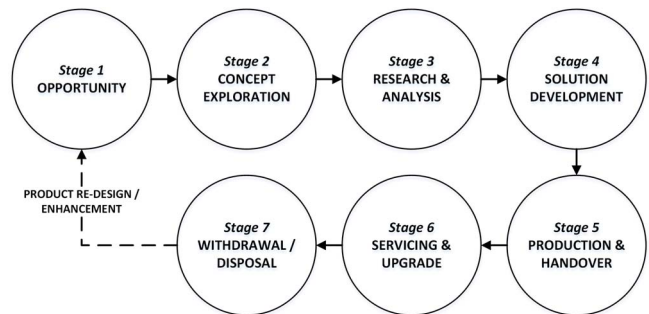 Stage 1
OPPORTUNITY
Stage 2
CONCEPT
EXPLORATION
Stage 3
RESEARCH &
ANALYSIS
Stage 4
SOLUTION
DEVELOPMENT
Stage 5
PRODUCTION &
HANDOVER
Stage 6
SERVICING &
UPGRADE
Stage 7
WITHDRAWAL /
DISPOSAL
PRODUCT RE-DESIGN /
ENHANCEMENT